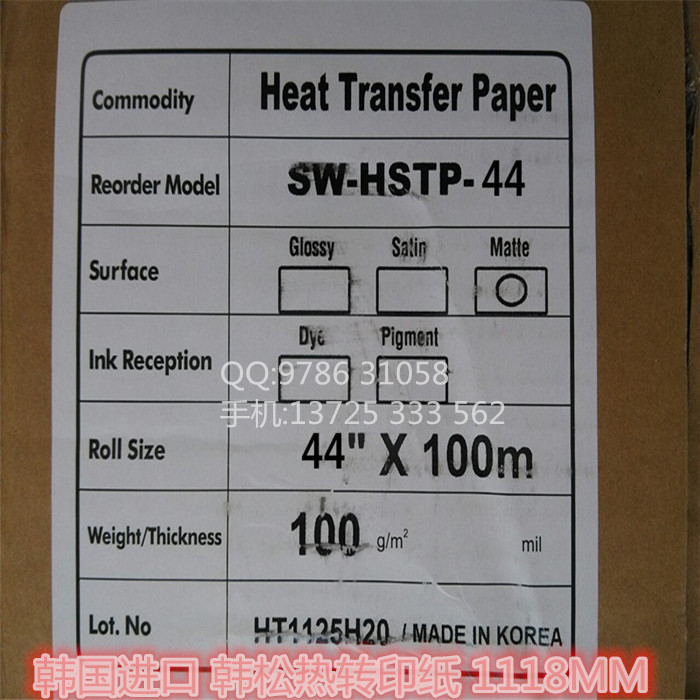 Commodity Heat Transfer Paper
Reorder Model SW-HSTP-44
Glossy Satin Matte
Surface
Dye Pigment
Ink Reception
QQ:9786 31058
手机:13725 333 562
Roll Size 44" X 100m
Weight/Thickness 100 g/m² mil
Lot. No HT1125H20 / MADE IN KOREA
韩国进口 韩松热转印纸 1118MM